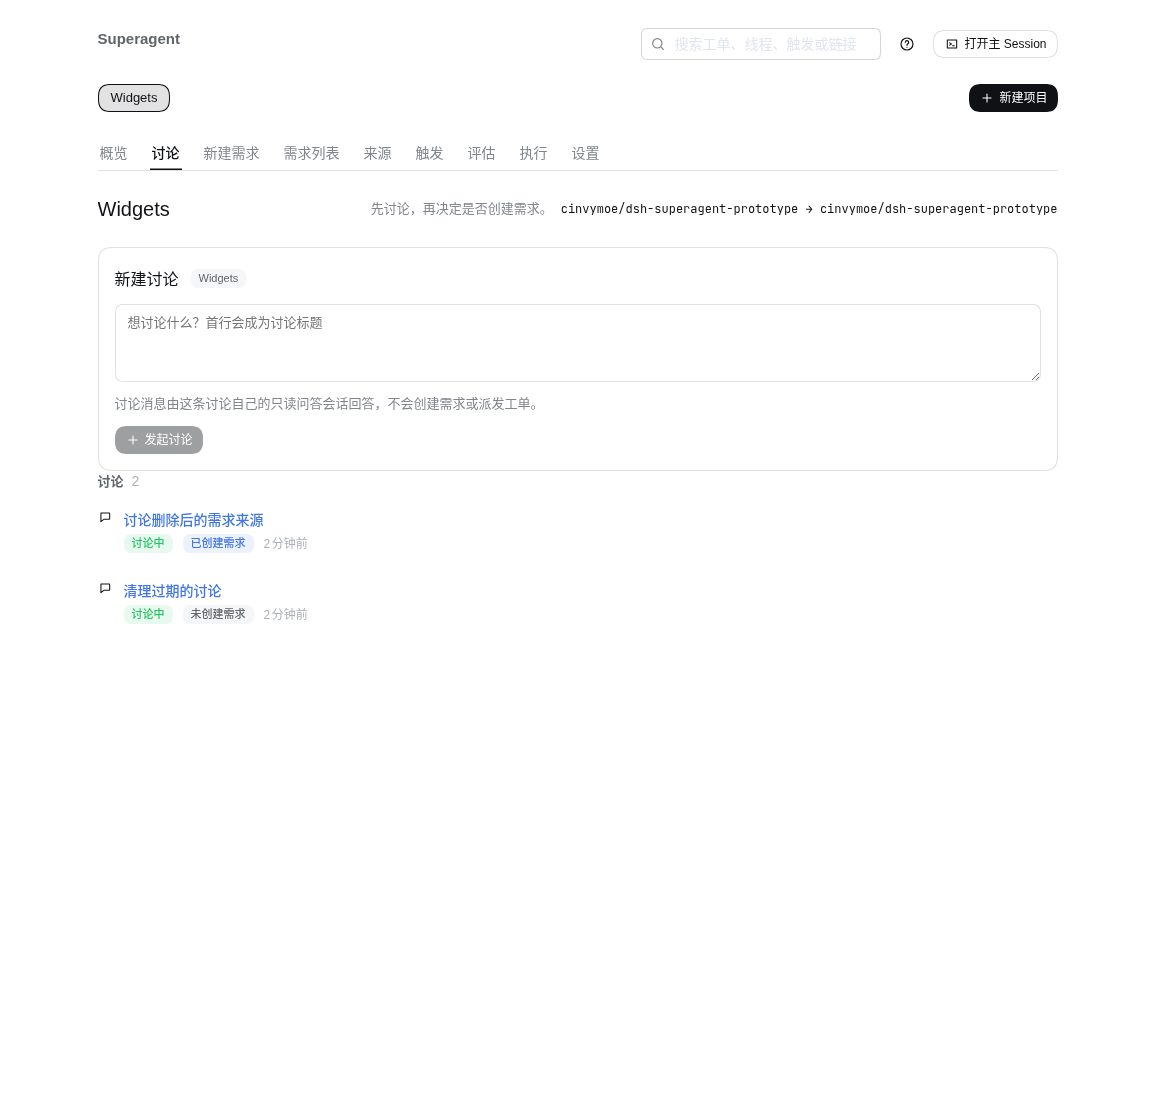 Superagent
搜索工单、线程、触发或链接
打开主 Session
Widgets
新建项目
概览 讨论 新建需求 需求列表 来源 触发 评估 执行 设置
Widgets
先讨论，再决定是否创建需求。 cinvymoe/dsh-superagent-prototype → cinvymoe/dsh-superagent-prototype
新建讨论 Widgets
想讨论什么？首行会成为讨论标题
讨论消息由这条讨论自己的只读问答会话回答，不会创建需求或派发工单。
发起讨论
讨论 2
讨论删除后的需求来源
讨论中 已创建需求 2 分钟前
清理过期的讨论
讨论中 未创建需求 2 分钟前